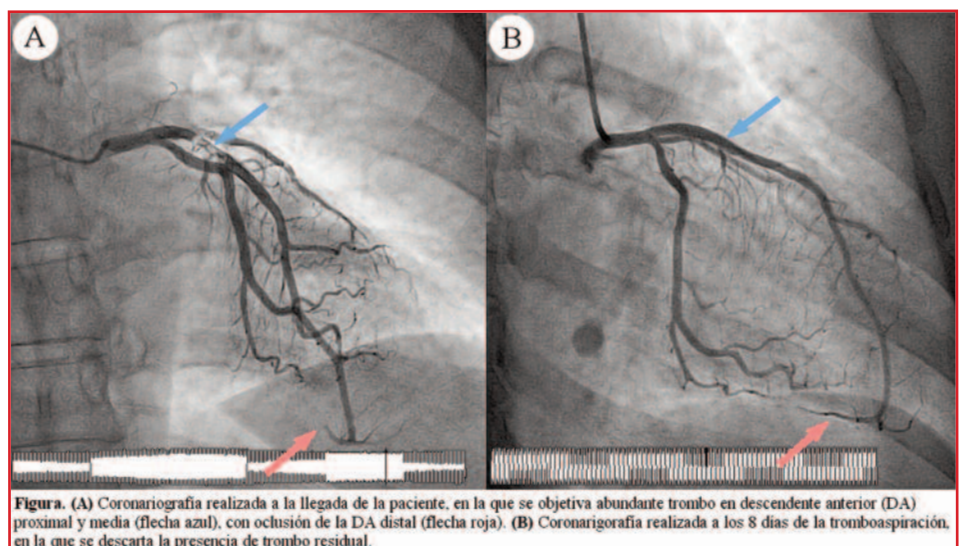 A
B
Figura. (A) Coronariografía realizada a la llegada de la paciente, en la que se objetiva abundante trombo en descendente anterior (DA)
proximal y media (flecha azul), con oclusión de la DA distal (flecha roja). (B) Coronarigorafía realizada a los 8 días de la tromboaspiración,
en la que se descarta la presencia de trombo residual.